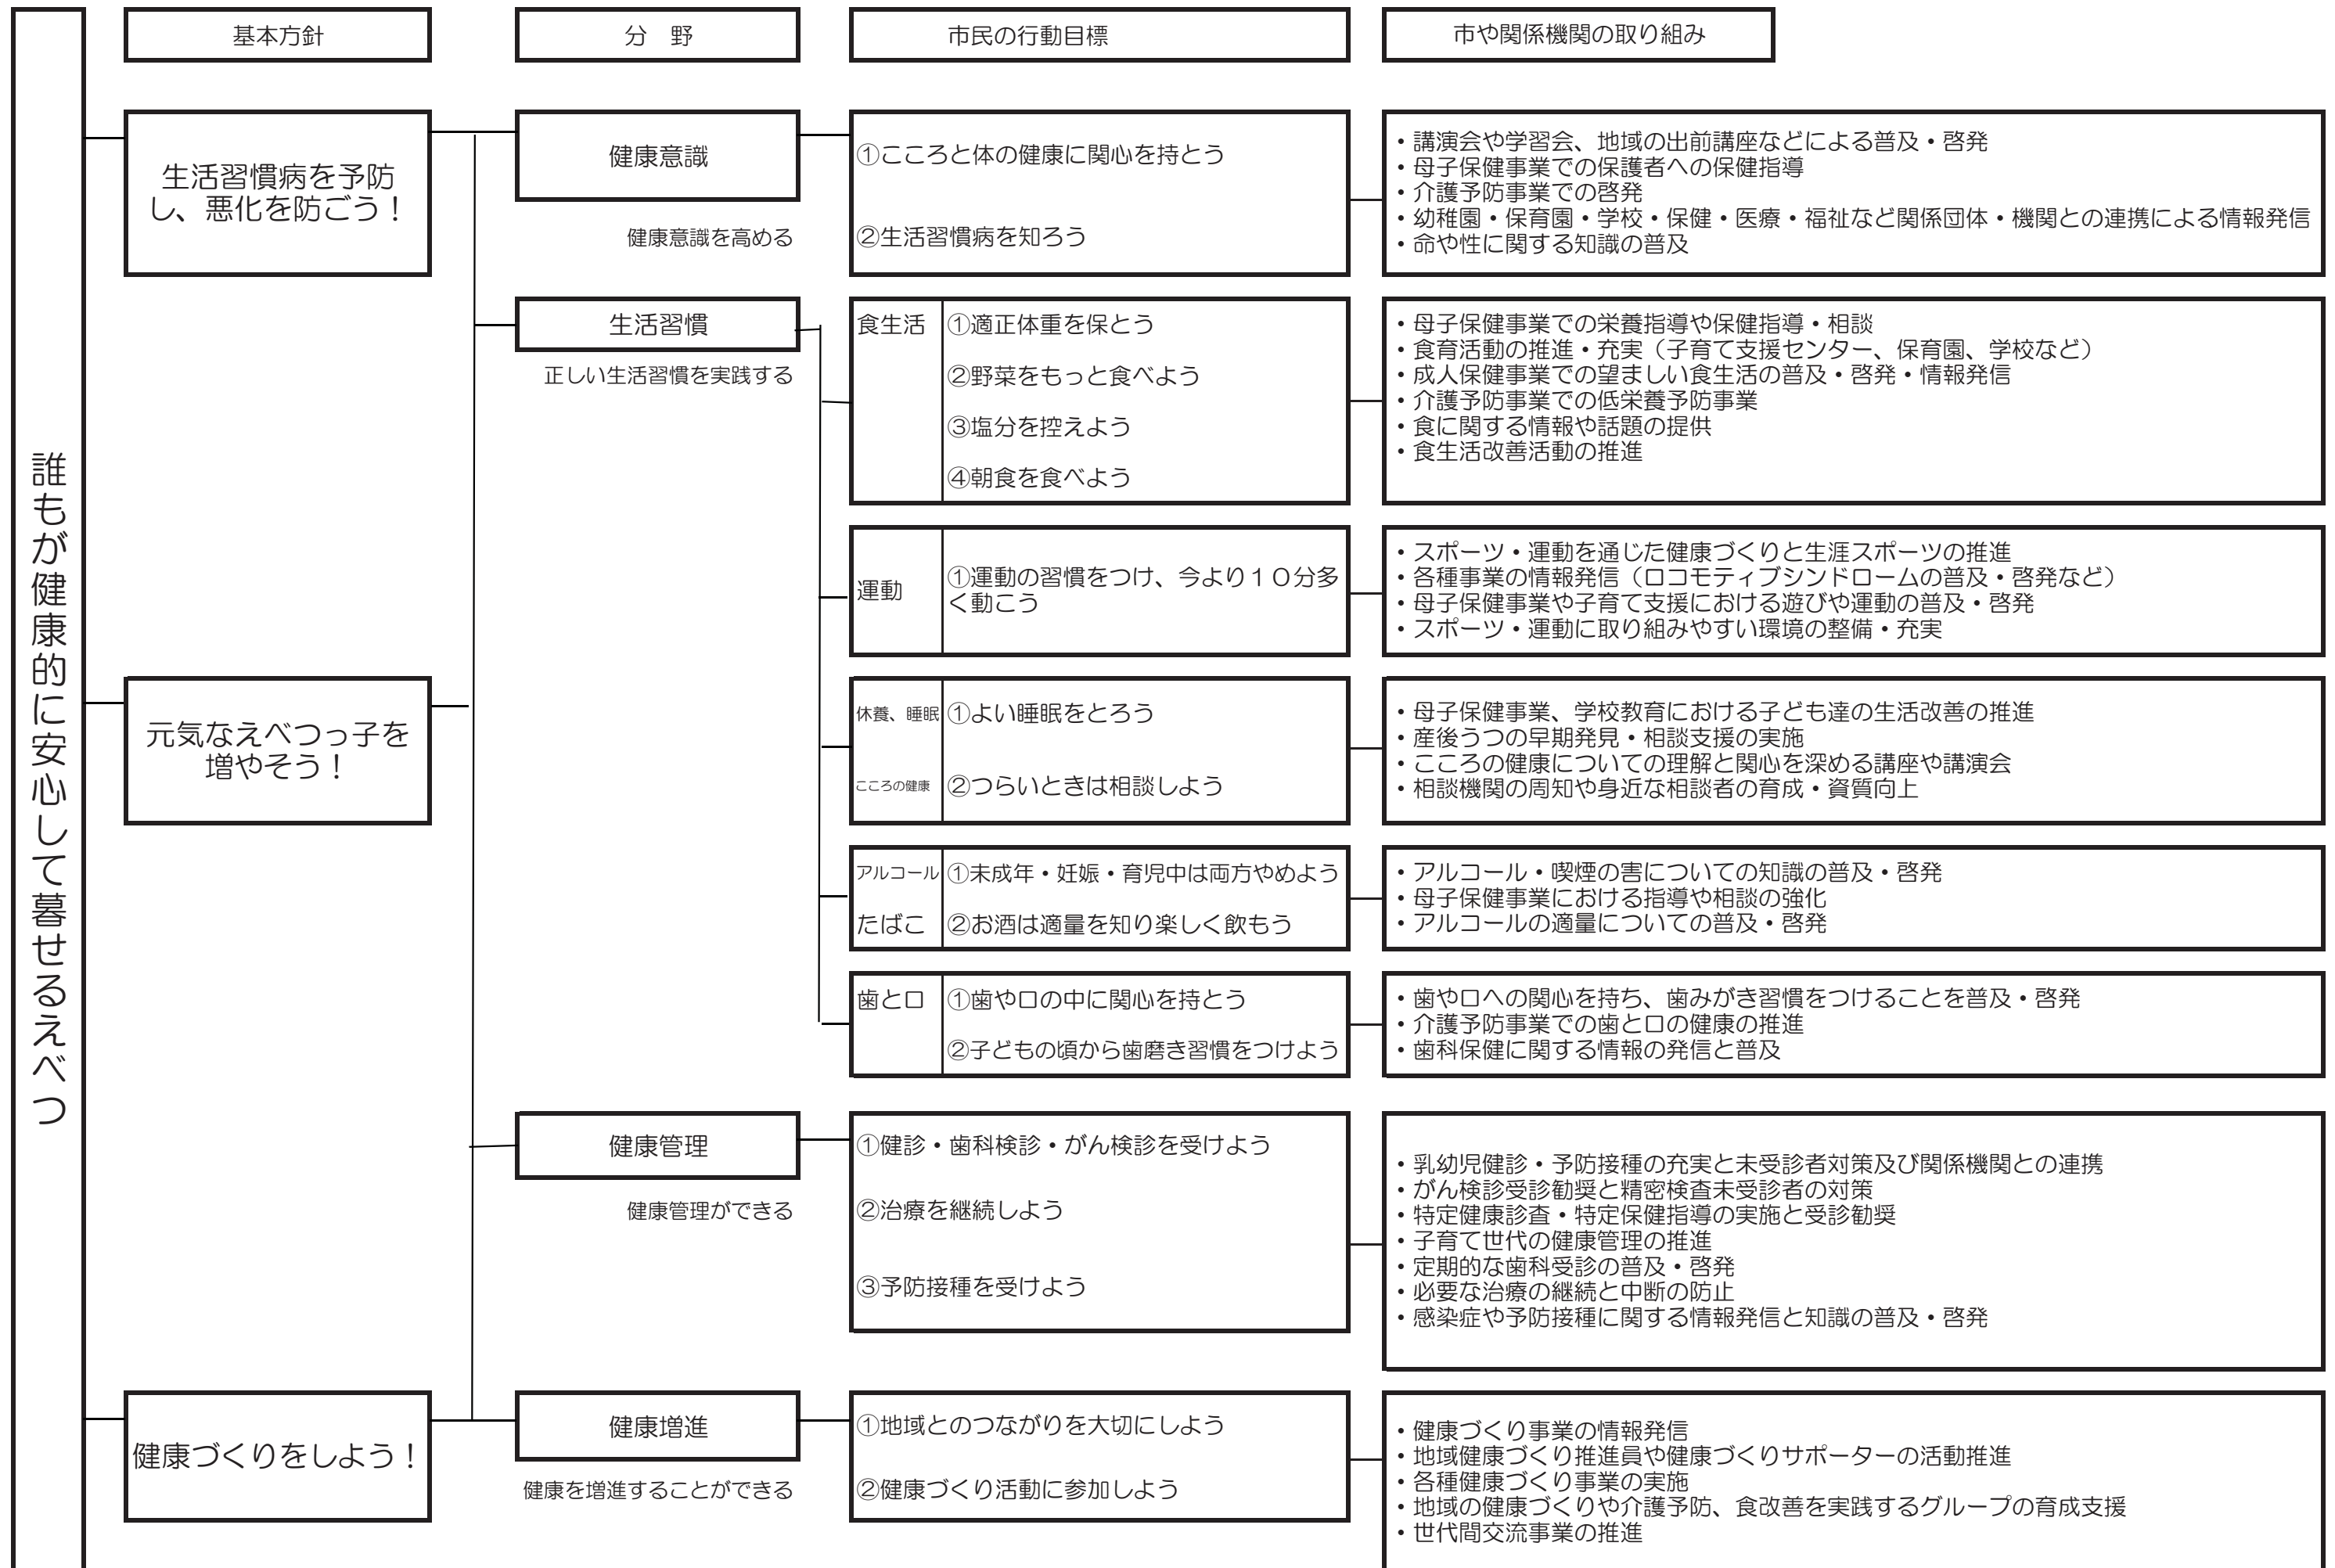 誰もが健康的に安心して暮せるえべつ
基本方針
分　野
市民の行動目標
市や関係機関の取り組み
生活習慣病を予防
し、悪化を防ごう！
健康意識
健康意識を高める
①こころと体の健康に関心を持とう
②生活習慣病を知ろう
・講演会や学習会、地域の出前講座などによる普及・啓発
・母子保健事業での保護者への保健指導
・介護予防事業での啓発
・幼稚園・保育園・学校・保健・医療・福祉など関係団体・機関との連携による情報発信
・命や性に関する知識の普及
生活習慣
正しい生活習慣を実践する
食生活
①適正体重を保とう
②野菜をもっと食べよう
③塩分を控えよう
④朝食を食べよう
・母子保健事業での栄養指導や保健指導・相談
・食育活動の推進・充実（子育て支援センター、保育園、学校など）
・成人保健事業での望ましい食生活の普及・啓発・情報発信
・介護予防事業での低栄養予防事業
・食に関する情報や話題の提供
・食生活改善活動の推進
運動
①運動の習慣をつけ、今より１０分多
く動こう
・スポーツ・運動を通じた健康づくりと生涯スポーツの推進
・各種事業の情報発信（ロコモティブシンドロームの普及・啓発など）
・母子保健事業や子育て支援における遊びや運動の普及・啓発
・スポーツ・運動に取り組みやすい環境の整備・充実
元気なえべつっ子を
増やそう！
休養、睡眠
①よい睡眠をとろう
こころの健康
②つらいときは相談しよう
・母子保健事業、学校教育における子ども達の生活改善の推進
・産後うつの早期発見・相談支援の実施
・こころの健康についての理解と関心を深める講座や講演会
・相談機関の周知や身近な相談者の育成・資質向上
アルコール
①未成年・妊娠・育児中は両方やめよう
たばこ
②お酒は適量を知り楽しく飲もう
・アルコール・喫煙の害についての知識の普及・啓発
・母子保健事業における指導や相談の強化
・アルコールの適量についての普及・啓発
歯と口
①歯や口の中に関心を持とう
②子どもの頃から歯磨き習慣をつけよう
・歯や口への関心を持ち、歯みがき習慣をつけることを普及・啓発
・介護予防事業での歯と口の健康の推進
・歯科保健に関する情報の発信と普及
健康管理
健康管理ができる
①健診・歯科検診・がん検診を受けよう
②治療を継続しよう
③予防接種を受けよう
・乳幼児健診・予防接種の充実と未受診者対策及び関係機関との連携
・がん検診受診勧奨と精密検査未受診者の対策
・特定健康診査・特定保健指導の実施と受診勧奨
・子育て世代の健康管理の推進
・定期的な歯科受診の普及・啓発
・必要な治療の継続と中断の防止
・感染症や予防接種に関する情報発信と知識の普及・啓発
健康づくりをしよう！
健康増進
健康を増進することができる
①地域とのつながりを大切にしよう
②健康づくり活動に参加しよう
・健康づくり事業の情報発信
・地域健康づくり推進員や健康づくりサポーターの活動推進
・各種健康づくり事業の実施
・地域の健康づくりや介護予防、食改善を実践するグループの育成支援
・世代間交流事業の推進